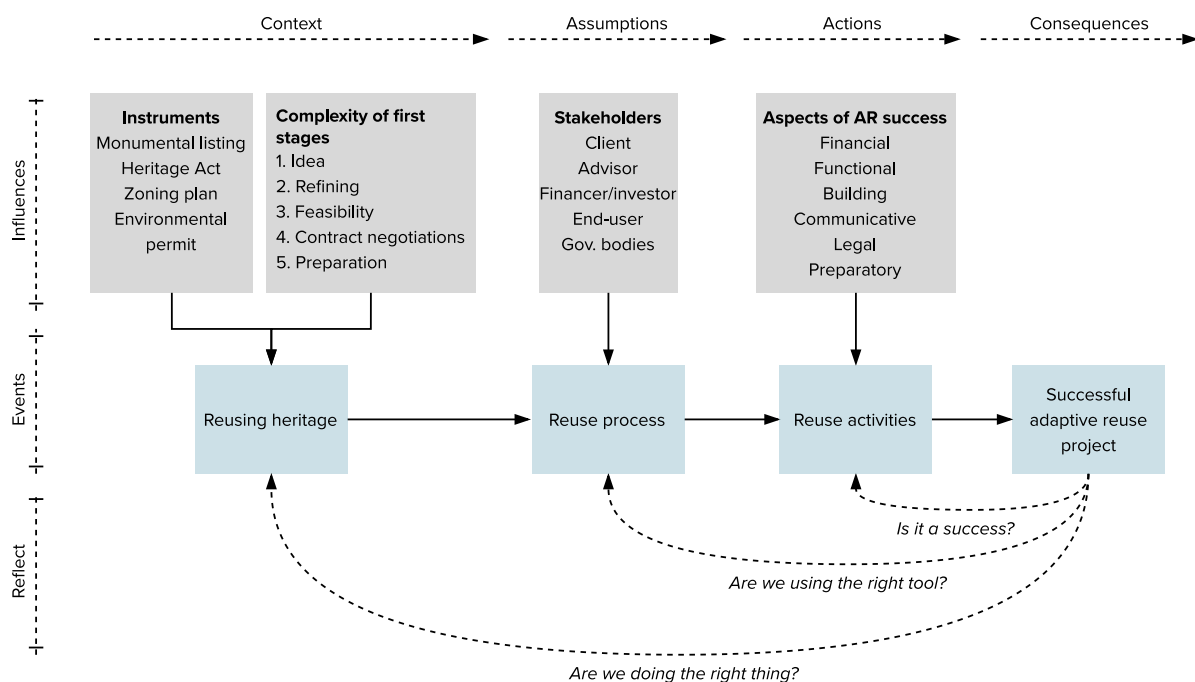 Context
Assumptions
Actions
Consequences
Influences
Instruments
Monumental listing
Heritage Act
Zoning plan
Environmental
permit
Complexity of first
stages
1. Idea
2. Refining
3. Feasibility
4. Contract negotiations
5. Preparation
Stakeholders
Client
Advisor
Financer/investor
End-user
Gov. bodies
Aspects of AR success
Financial
Functional
Building
Communicative
Legal
Preparatory
Events
Reusing heritage
Reuse process
Reuse activities
Successful
adaptive reuse
project
Reflect
Is it a success?
Are we using the right tool?
Are we doing the right thing?